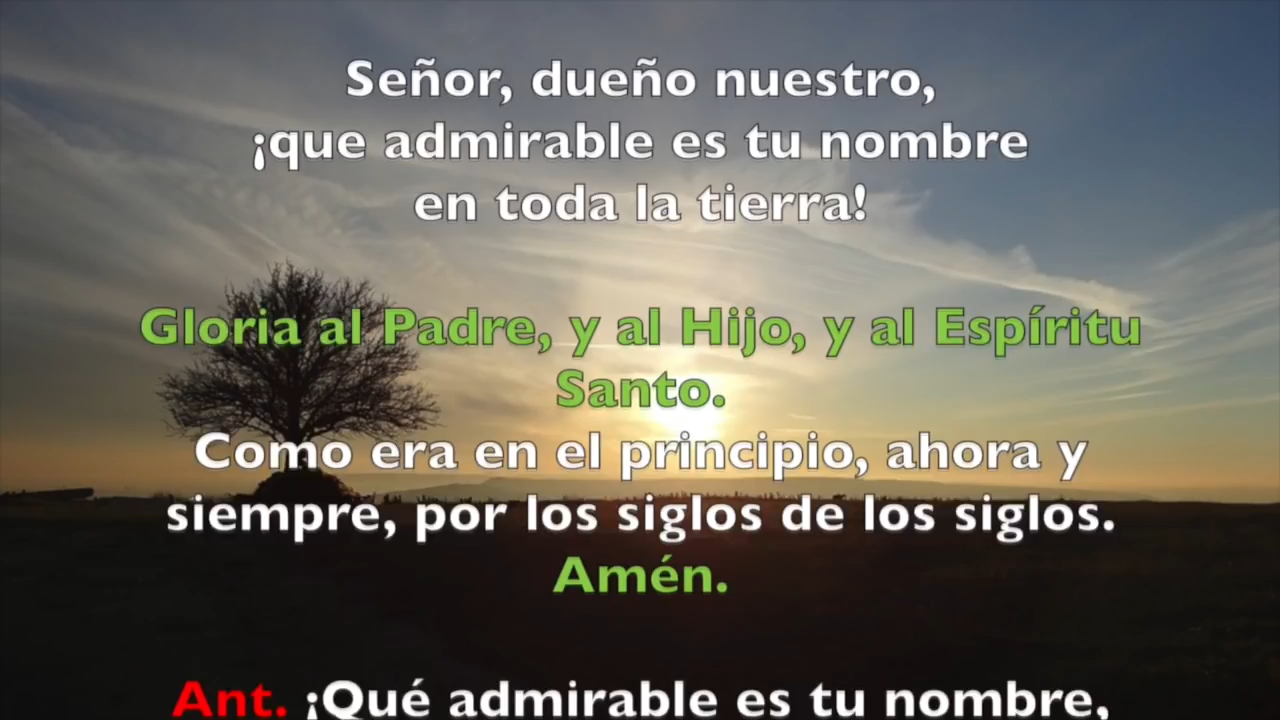 Señor, dueño nuestro,
¡que admirable es tu nombre
en toda la tierra!
Gloria al Padre, y al Hijo, y al Espíritu
Santo.
Como era en el principio, ahora y
siempre, por los siglos de los siglos.
Amén.
Ant. ¡Qué admirable es tu nombre,